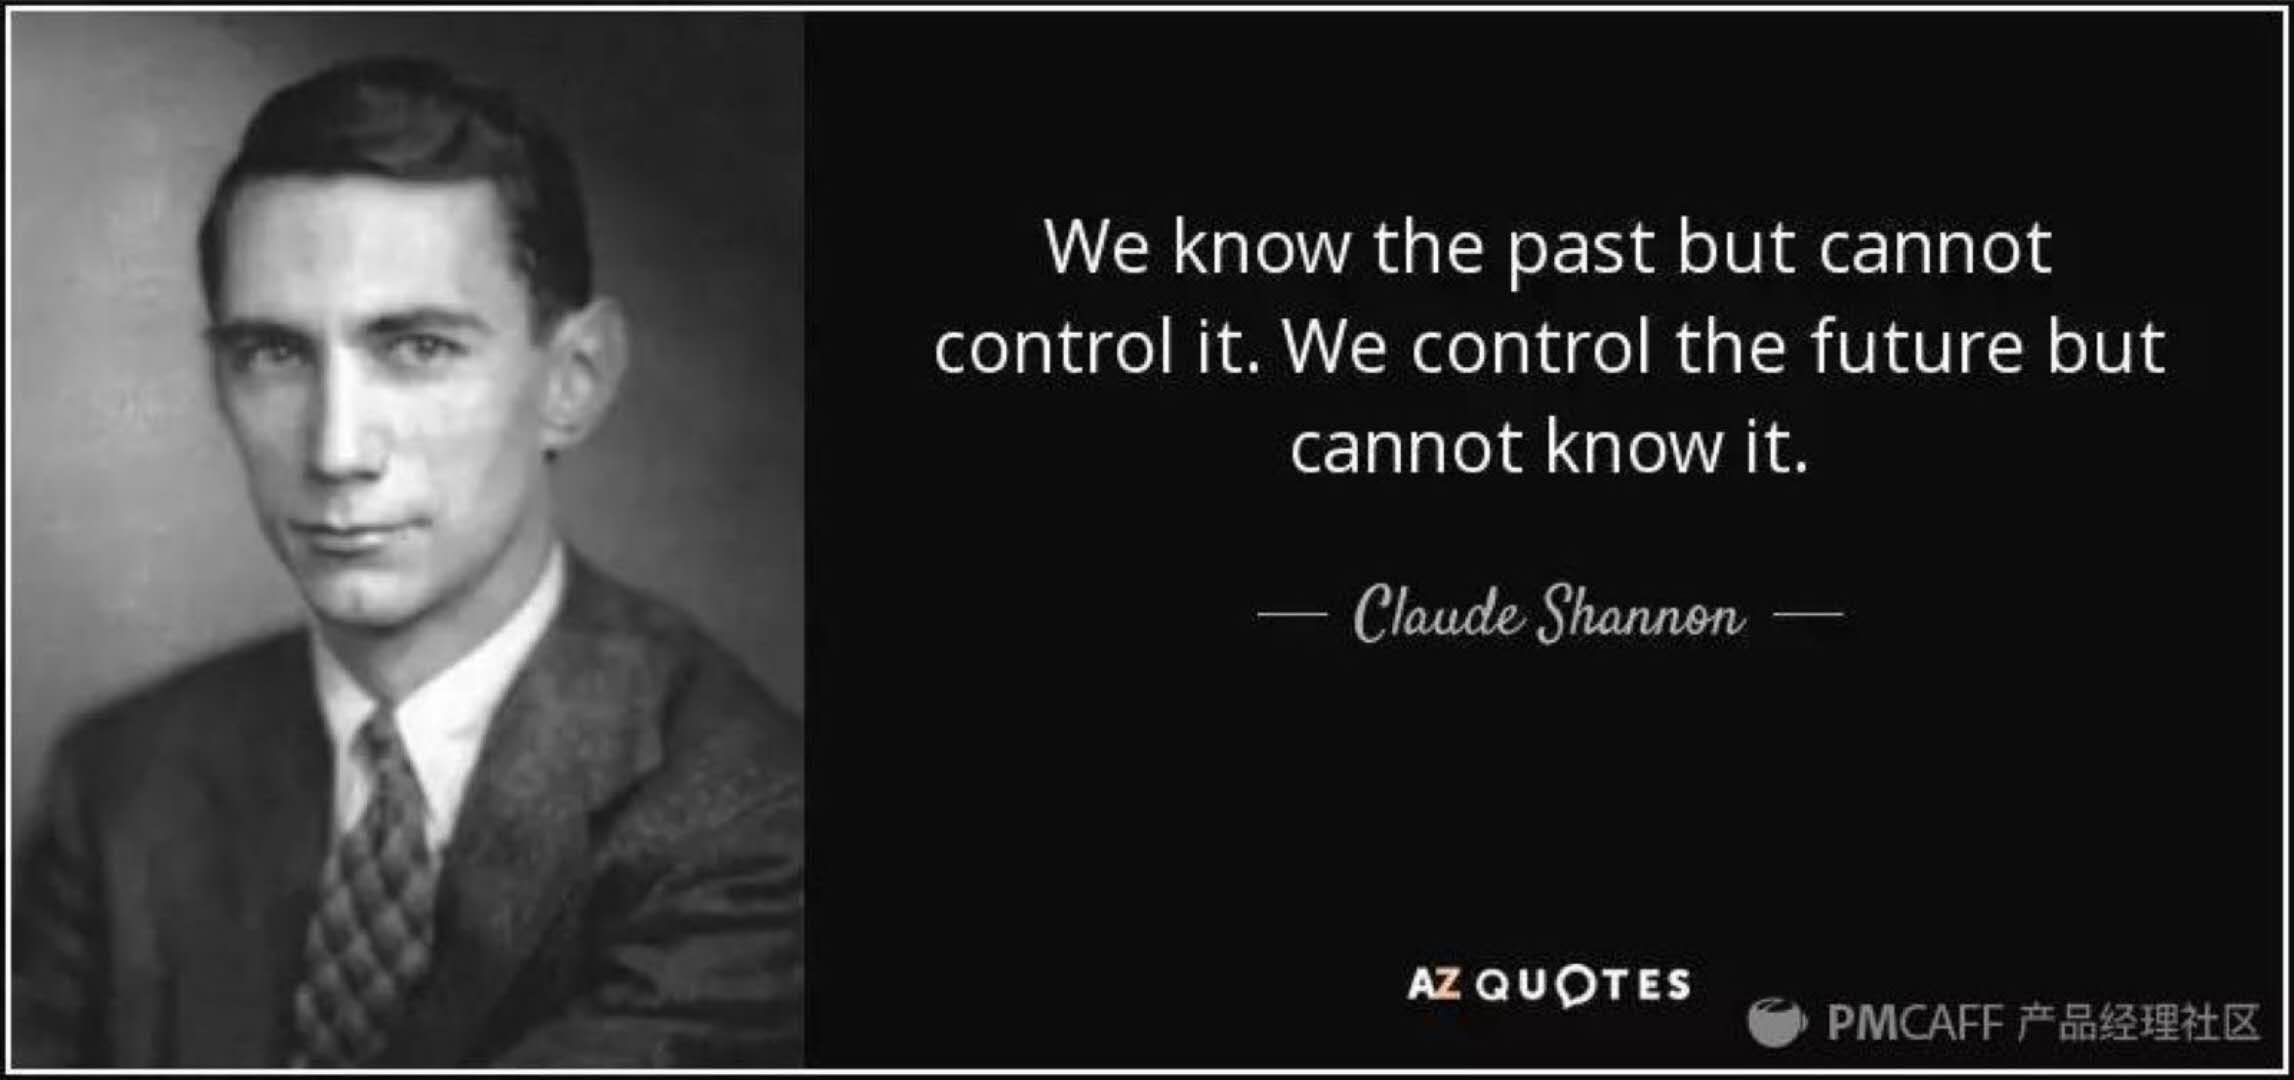 We know the past but cannot
control it. We control the future but
cannot know it.
— Claude Shannon —
AZ QUOTES
PMCAFF 产品经理社区